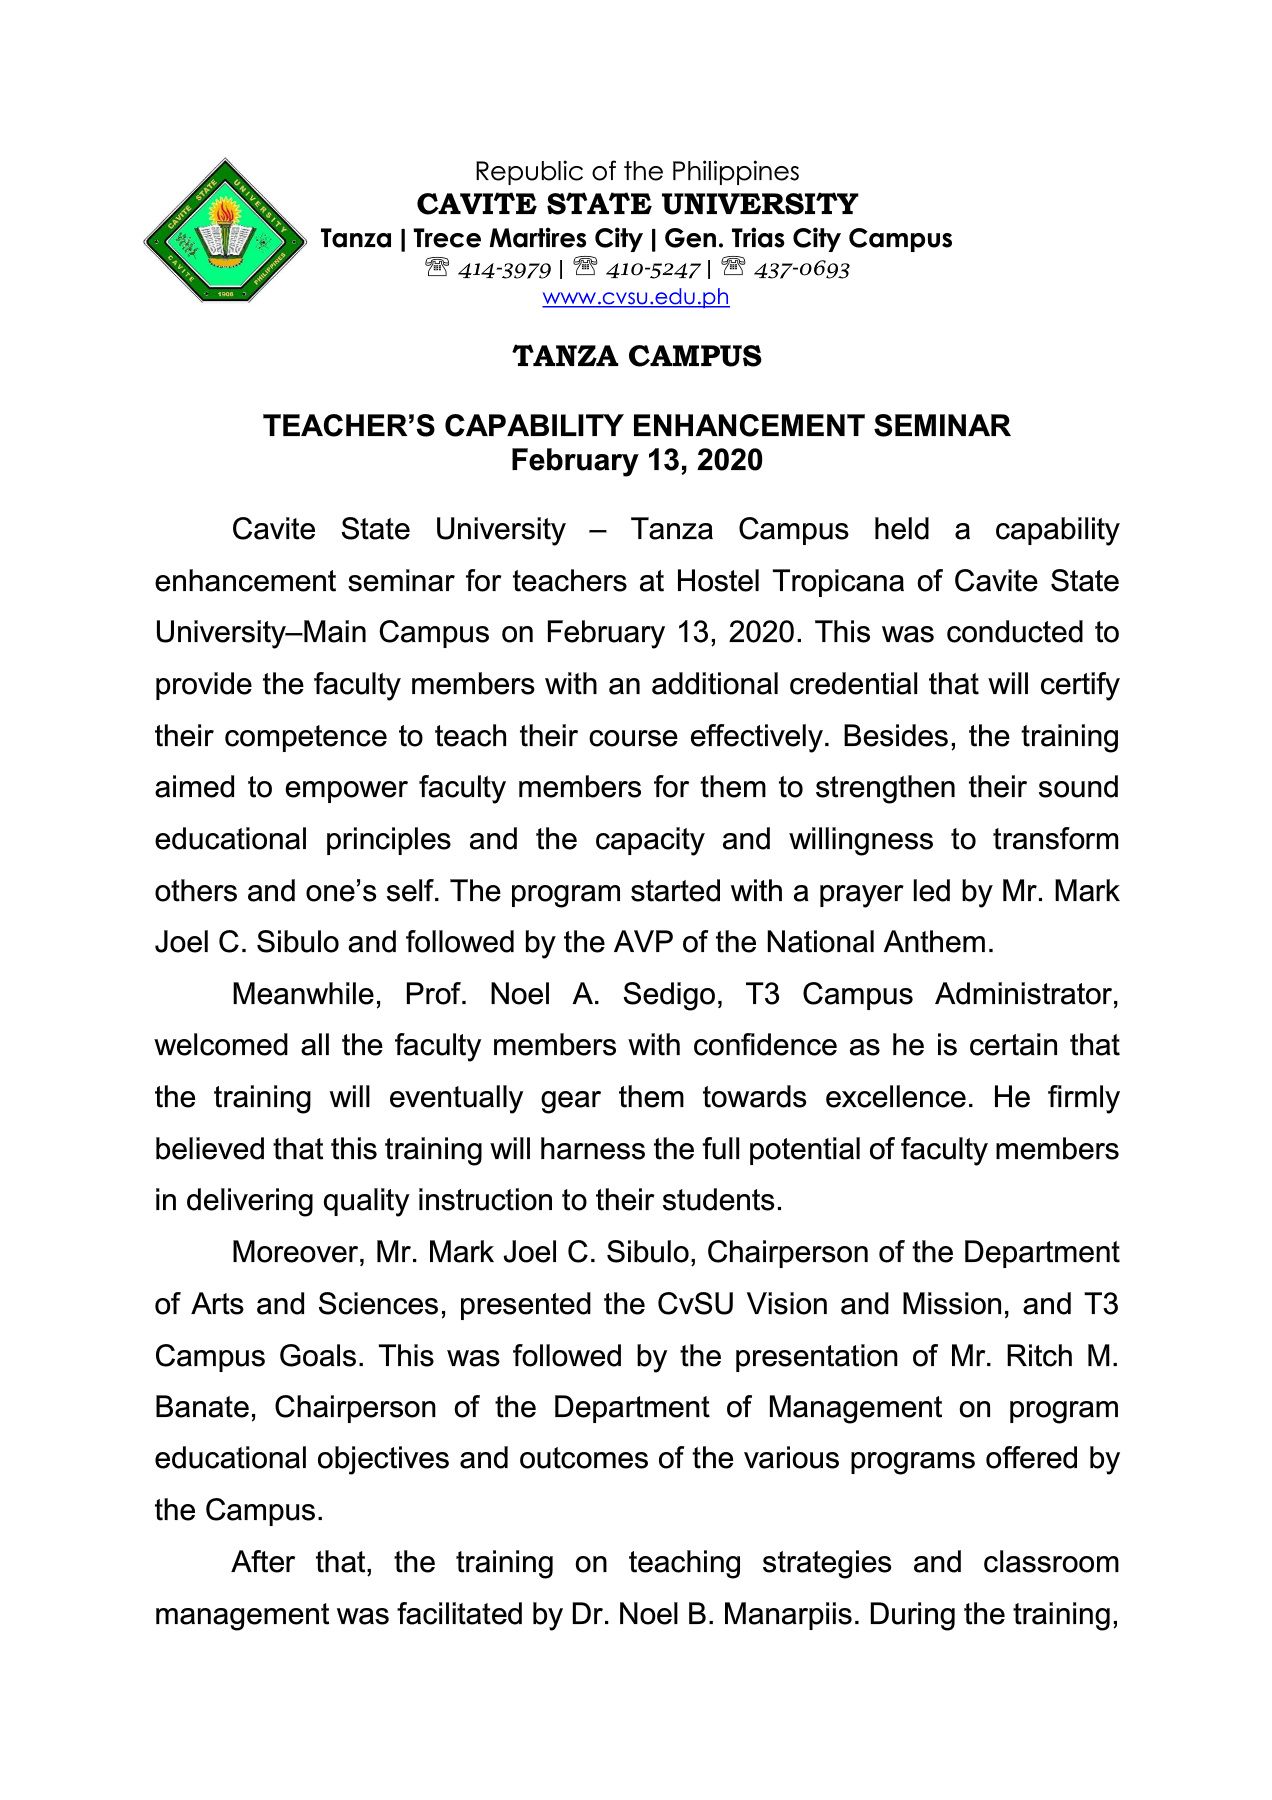 Republic of the Philippines
CAVITE STATE UNIVERSITY
Tanza | Trece Martires City | Gen. Trias City Campus
☏ 414-3979 | ☏ 410-5247 | ☏ 437-0693
www.cvsu.edu.ph
CAVITE STATE UNIVERSITY
CAVITE PHILIPPINES
1906
TANZA CAMPUS
TEACHER’S CAPABILITY ENHANCEMENT SEMINAR
February 13, 2020
Cavite State University – Tanza Campus held a capability
enhancement seminar for teachers at Hostel Tropicana of Cavite State
University–Main Campus on February 13, 2020. This was conducted to
provide the faculty members with an additional credential that will certify
their competence to teach their course effectively. Besides, the training
aimed to empower faculty members for them to strengthen their sound
educational principles and the capacity and willingness to transform
others and one’s self. The program started with a prayer led by Mr. Mark
Joel C. Sibulo and followed by the AVP of the National Anthem.
Meanwhile, Prof. Noel A. Sedigo, T3 Campus Administrator,
welcomed all the faculty members with confidence as he is certain that
the training will eventually gear them towards excellence. He firmly
believed that this training will harness the full potential of faculty members
in delivering quality instruction to their students.
Moreover, Mr. Mark Joel C. Sibulo, Chairperson of the Department
of Arts and Sciences, presented the CvSU Vision and Mission, and T3
Campus Goals. This was followed by the presentation of Mr. Ritch M.
Banate, Chairperson of the Department of Management on program
educational objectives and outcomes of the various programs offered by
the Campus.
After that, the training on teaching strategies and classroom
management was facilitated by Dr. Noel B. Manarpiis. During the training,